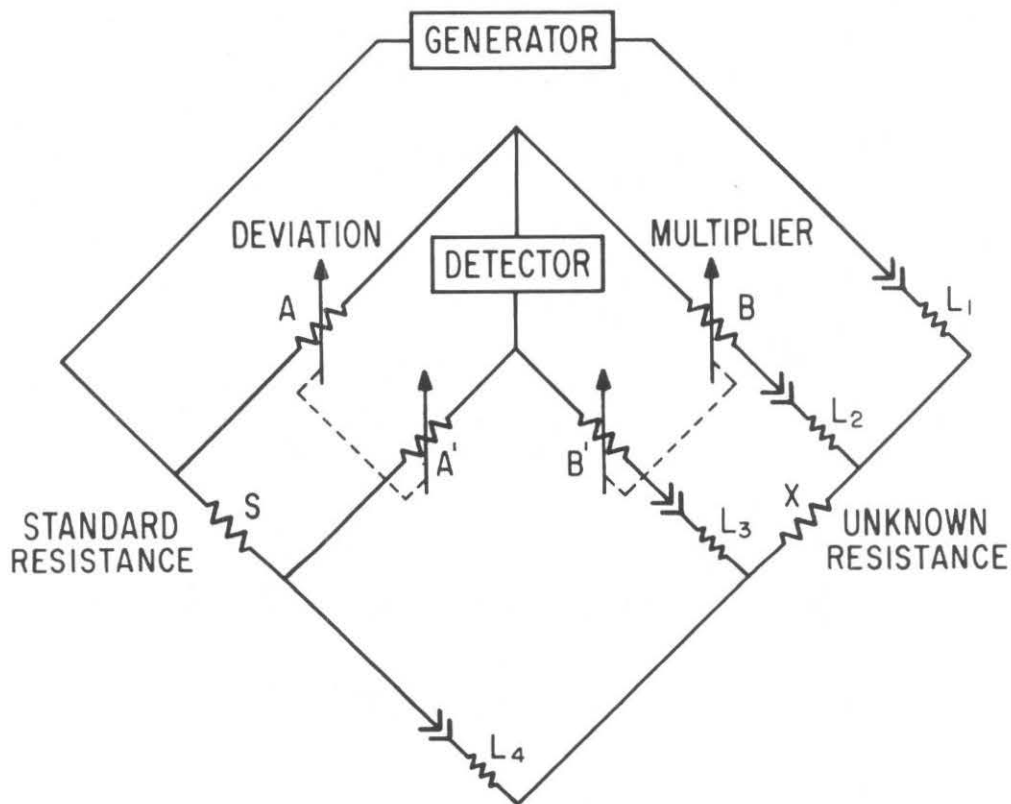 GENERATOR
DEVIATION
MULTIPLIER
DETECTOR
A
B
L1
L2
A'
B'
S
X
L3
STANDARD
RESISTANCE
UNKNOWN
RESISTANCE
L4